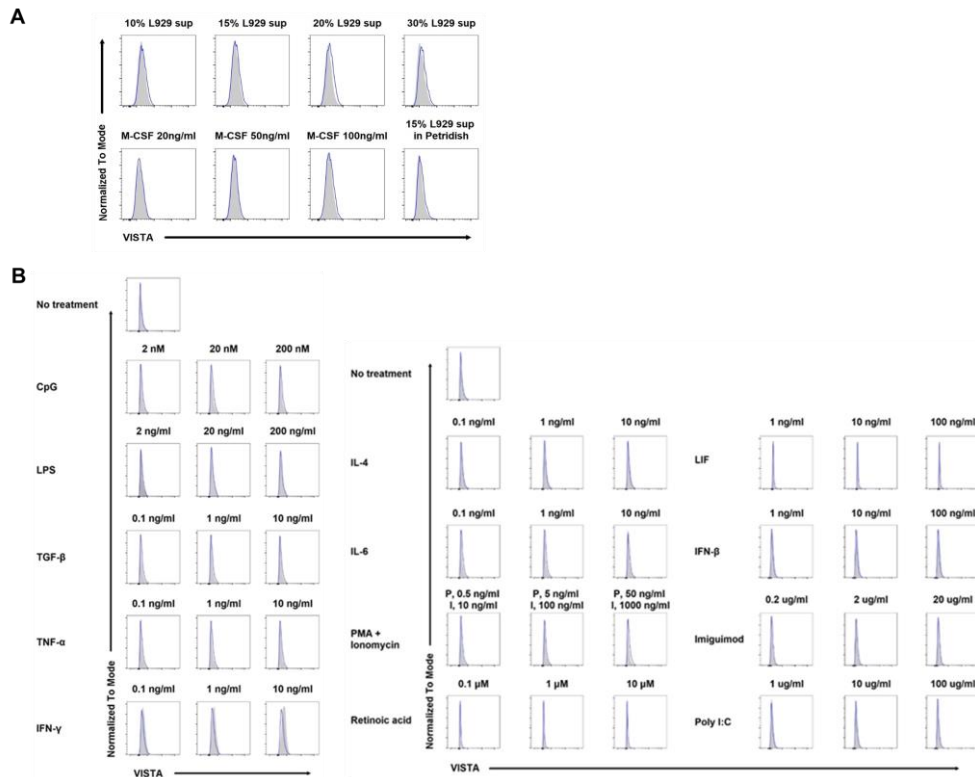 A
10% L929 sup 15% L929 sup 20% L929 sup 30% L929 sup
M-CSF 20ng/ml M-CSF 50ng/ml M-CSF 100ng/ml 15% L929 sup
in Petridish
Normalized To Mode
VISTA
B
No treatment
2 nM 20 nM 200 nM
CpG
2 ng/ml 20 ng/ml 200 ng/ml
LPS
0.1 ng/ml 1 ng/ml 10 ng/ml
TGF-β
0.1 ng/ml 1 ng/ml 10 ng/ml
TNF-α
0.1 ng/ml 1 ng/ml 10 ng/ml
IFN-γ
Normalized To Mode
VISTA
No treatment
0.1 ng/ml 1 ng/ml 10 ng/ml
IL-4
0.1 ng/ml 1 ng/ml 10 ng/ml
IL-6
P, 0.5 ng/ml P, 5 ng/ml P, 50 ng/ml
I, 10 ng/ml I, 100 ng/ml I, 1000 ng/ml
PMA +
Ionomycin
0.1 µM 1 µM 10 µM
Retinoic acid
Normalized To Mode
1 ng/ml 10 ng/ml 100 ng/ml
LIF
1 ng/ml 10 ng/ml 100 ng/ml
IFN-β
0.2 ug/ml 2 ug/ml 20 ug/ml
Imiguimod
1 ug/ml 10 ug/ml 100 ug/ml
Poly I:C
VISTA